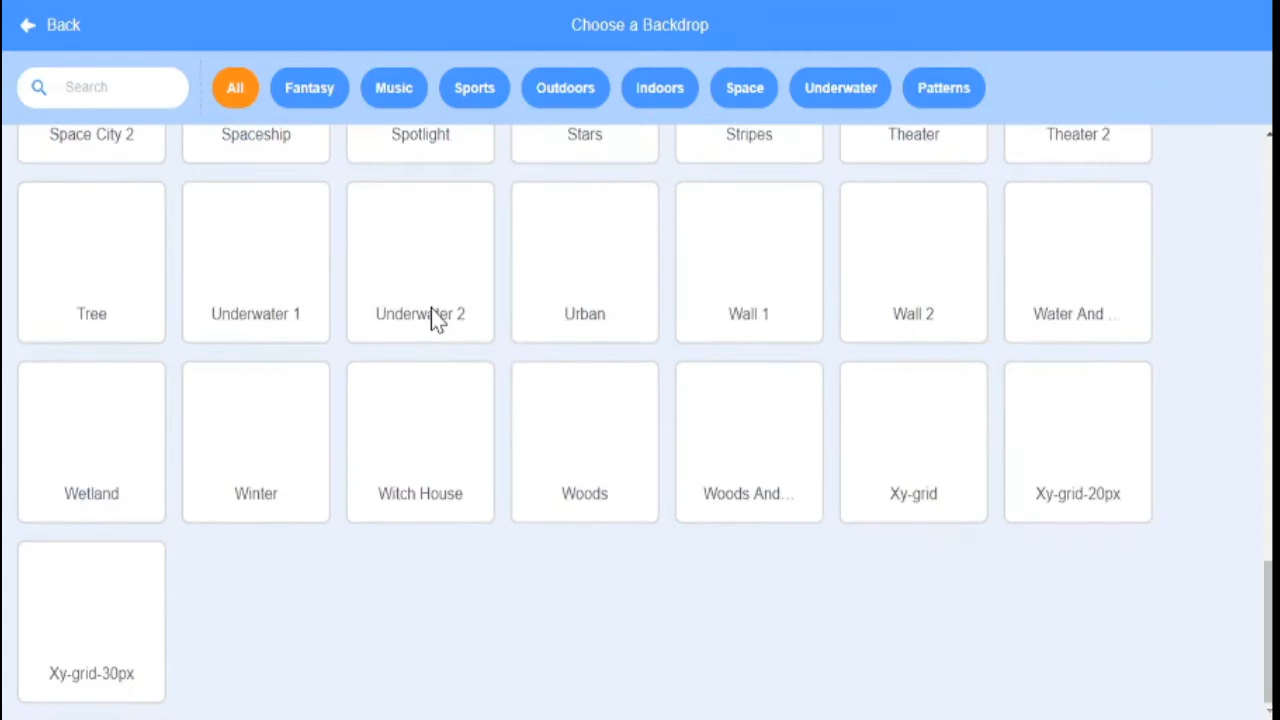 Back
Choose a Backdrop
Search
All
Fantasy
Music
Sports
Outdoors
Indoors
Space
Underwater
Patterns
Space City 2
Spaceship
Spotlight
Stars
Stripes
Theater
Theater 2
Tree
Underwater 1
Underwater 2
Urban
Wall 1
Wall 2
Water And ...
Wetland
Winter
Witch House
Woods
Woods And...
Xy-grid
Xy-grid-20px
Xy-grid-30px